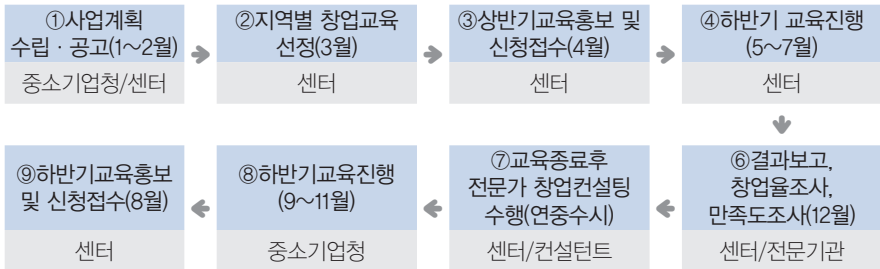 ①사업계획
수립 · 공고(1～2월)
중소기업청/센터
②지역별 창업교육
선정(3월)
센터
③상반기교육홍보 및
신청접수(4월)
센터
④하반기 교육진행
(5～7월)
센터
⑥결과보고,
창업율조사,
만족도조사(12월)
센터/전문기관
⑦교육종료후
전문가 창업컨설팅
수행(연중수시)
센터/컨설턴트
⑧하반기교육진행
(9～11월)
중소기업청
⑨하반기교육홍보
및 신청접수(8월)
센터